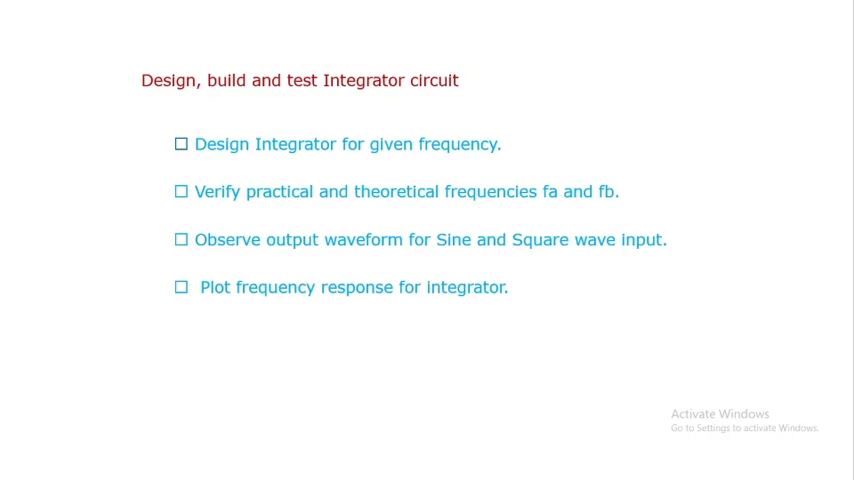 Design, build and test Integrator circuit
☐ Design Integrator for given frequency.
☐ Verify practical and theoretical frequencies fa and fb.
☐ Observe output waveform for Sine and Square wave input.
☐ Plot frequency response for integrator.
Activate Windows
Go to Settings to activate Windows.